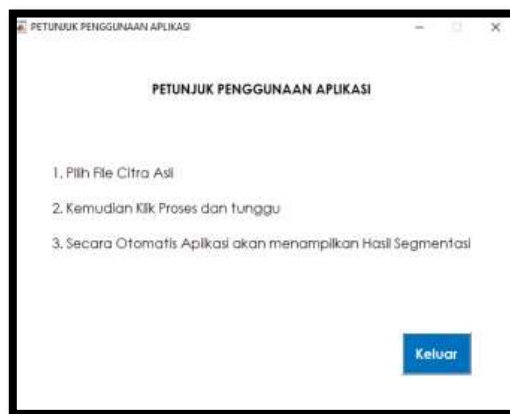 PETUNJUK PENGGUNAAN APLIKASI
PETUNJUK PENGGUNAAN APLIKASI
1. Pilih File Citra Asli
2. Kemudian Klik Proses dan tunggu
3. Secara Otomatis Aplikasi akan menampilkan Hasil Segmentasi
Keluar